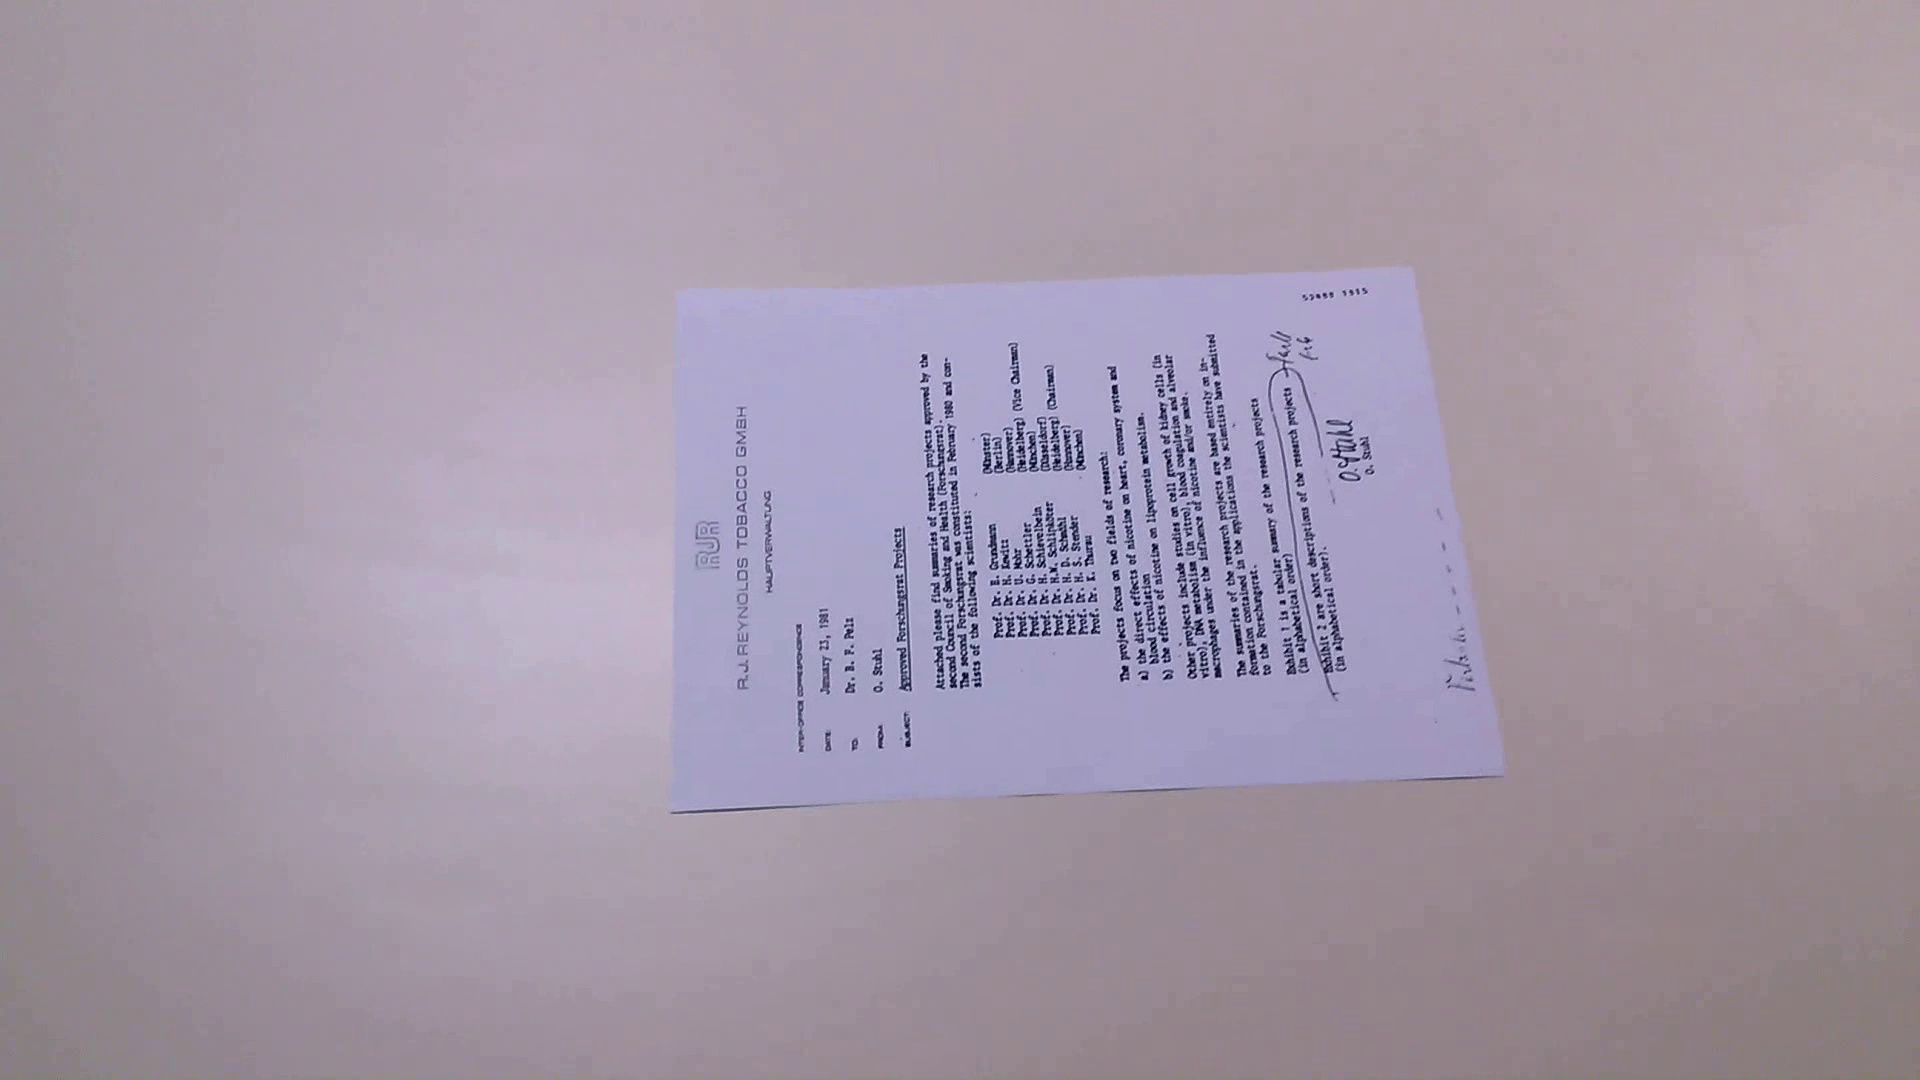 RJR
R.J. REYNOLDS TOBACCO GMBH
HAUPTVERWALTUNG
INTER-OFFICE CORRESPONDENCE
DATE: January 23, 1981
TO: Dr. B. F. Pelz
FROM: O. Stuhl
SUBJECT: Approved Forschungsrat Projects
Attached please find summaries of research projects approved by the
second Council of Smoking and Health (Forschungsrat).
The second Forschungsrat was constituted in February 1980 and con-
sists of the following scientists:
Prof. Dr. E. Grundmann (Münster)
Prof. Dr. H. Kewitz (Berlin)
Prof. Dr. U. Mohr (Hannover)
Prof. Dr. G. Schettler (Heidelberg) (Vice Chairman)
Prof. Dr. H. Schievelbein (München)
Prof. Dr. H.W. Schlipköter (Düsseldorf)
Prof. Dr. H. D. Schmähl (Heidelberg) (Chairman)
Prof. Dr. H. S. Stender (Hannover)
Prof. Dr. K. Thurau (München)
The projects focus on two fields of research:
a) the direct effects of nicotine on heart, coronary system and
blood circulation
b) the effects of nicotine on lipoprotein metabolism.
Other projects include studies on cell growth of kidney cells (in
vitro), DNA metabolism (in vitro), blood coagulation and alveolar
macrophages under the influence of nicotine and/or smoke.
The summaries of the research projects are based entirely on in-
formation contained in the applications the scientists have submitted
to the Forschungsrat.
Exhibit 1 is a tabular summary of the research projects
(in alphabetical order)
Exhibit 2 are short descriptions of the research projects
(in alphabetical order).
O. Stuhl
O. Stuhl